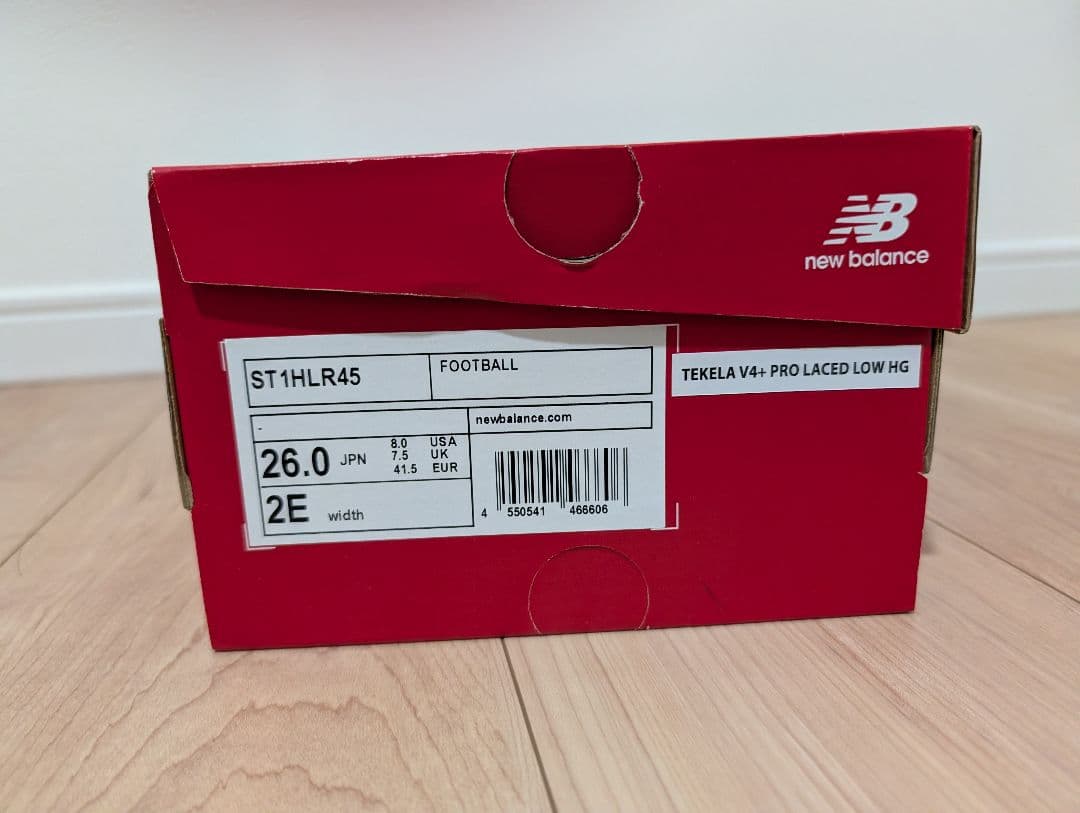 NB
new balance
ST1HLR45
FOOTBALL
TEKELA V4+ PRO LACED LOW HG
-
newbalance.com
26.0 JPN
8.0 USA
7.5 UK
41.5 EUR
2E width
4 550541 466606